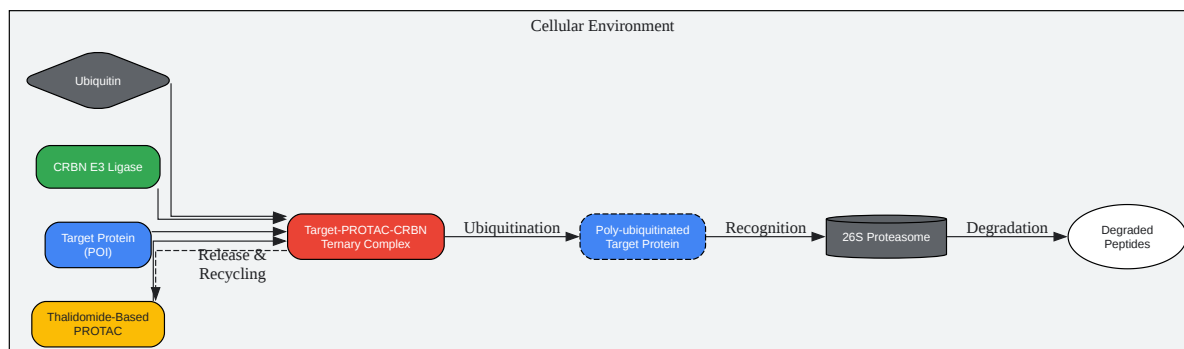 Cellular Environment
Ubiquitin
CRBN E3 Ligase
Target Protein
(POI)
Thalidomide-Based
PROTAC
Release &
Recycling
Target-PROTAC-CRBN
Ternary Complex
Ubiquitination
Poly-ubiquitinated
Target Protein
Recognition
26S Proteasome
Degradation
Degraded
Peptides